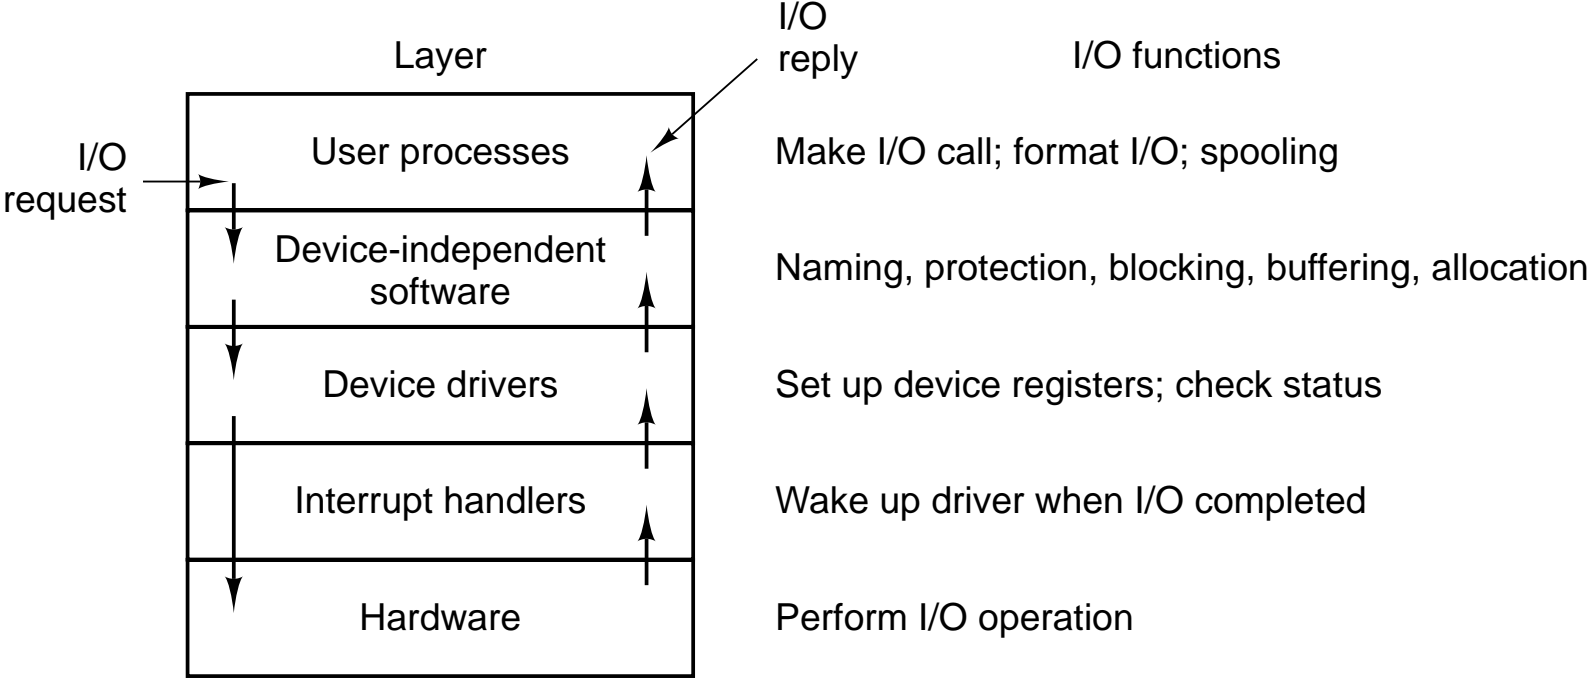 I/O
reply
Layer
I/O functions
I/O
request
User processes
Make I/O call; format I/O; spooling
Device-independent
software
Naming, protection, blocking, buffering, allocation
Device drivers
Set up device registers; check status
Interrupt handlers
Wake up driver when I/O completed
Hardware
Perform I/O operation